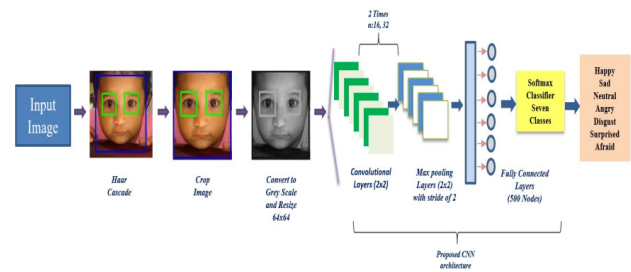 2 Times
n:16, 32
Input
Image
Haar
Cascade
Crop
Image
Convert to
Grey Scale
and Resize
64x64
Convolutional
Layers (2x2)
Max pooling
Layers (2x2)
with stride of 2
Fully Connected
Layers
(500 Nodes)
Softmax
Classifier
Seven
Classes
Happy
Sad
Neutral
Angry
Disgust
Surprised
Afraid
Proposed CNN
architecture